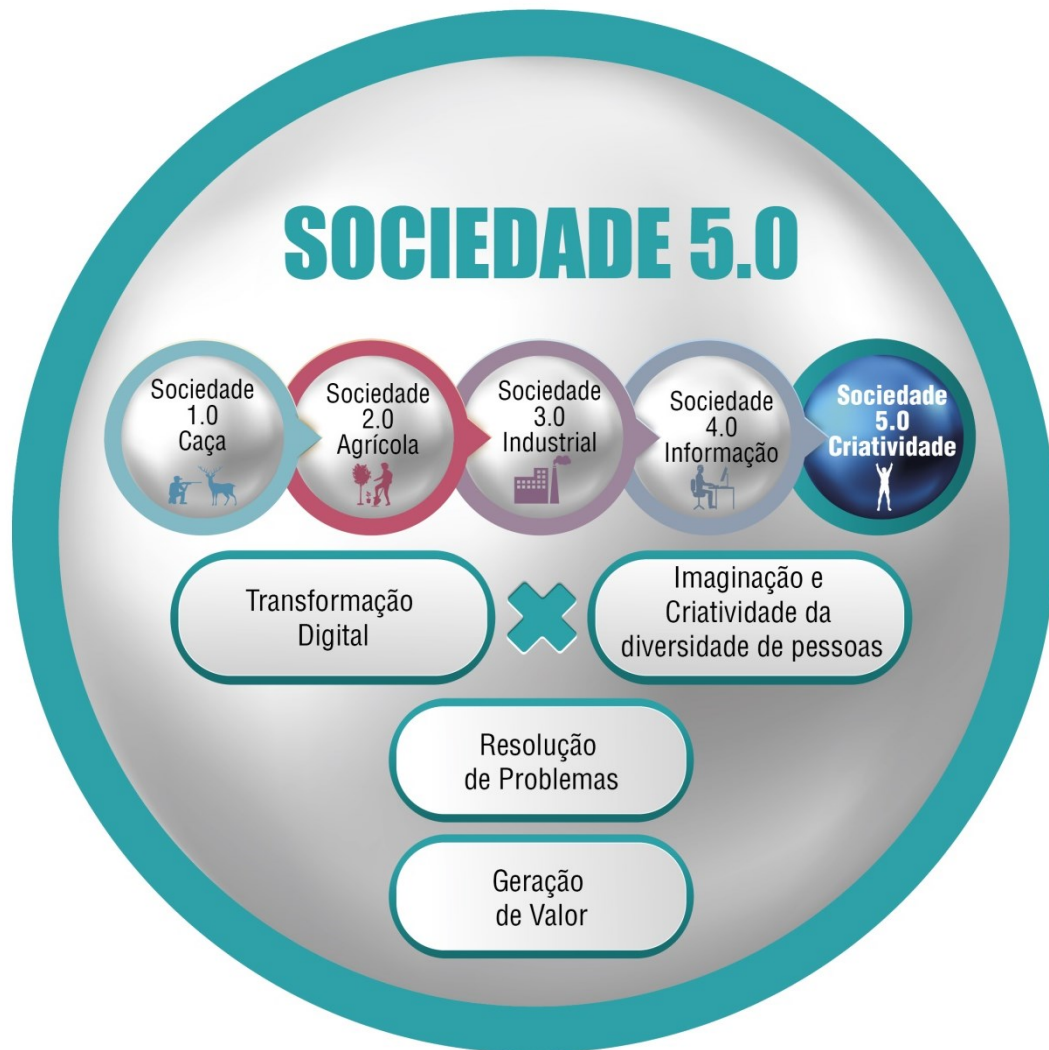 SOCIEDADE 5.0
Sociedade
1.0
Caça
Sociedade
2.0
Agrícola
Sociedade
3.0
Industrial
Sociedade
4.0
Informação
Sociedade
5.0
Criatividade
Transformação
Digital
Imaginação e
Criatividade da
diversidade de pessoas
Resolução
de Problemas
Geração
de Valor